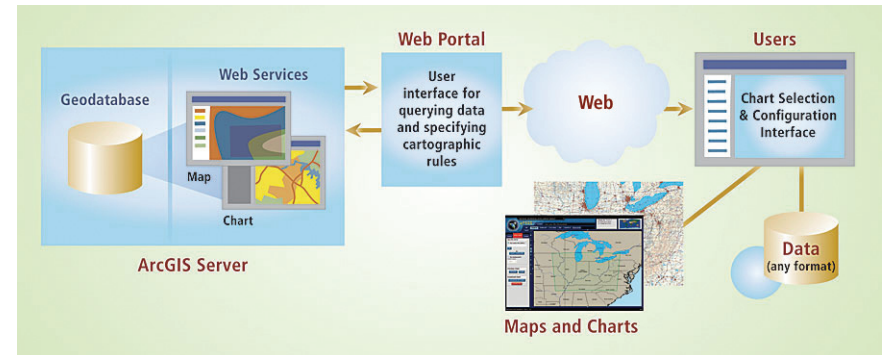 Web Portal
Users
Web Services
Geodatabase
User
interface for
querying data
and specifying
cartographic
rules
Web
Chart Selection
& Configuration
Interface
Map
Chart
ArcGIS Server
Data
(any format)
Maps and Charts